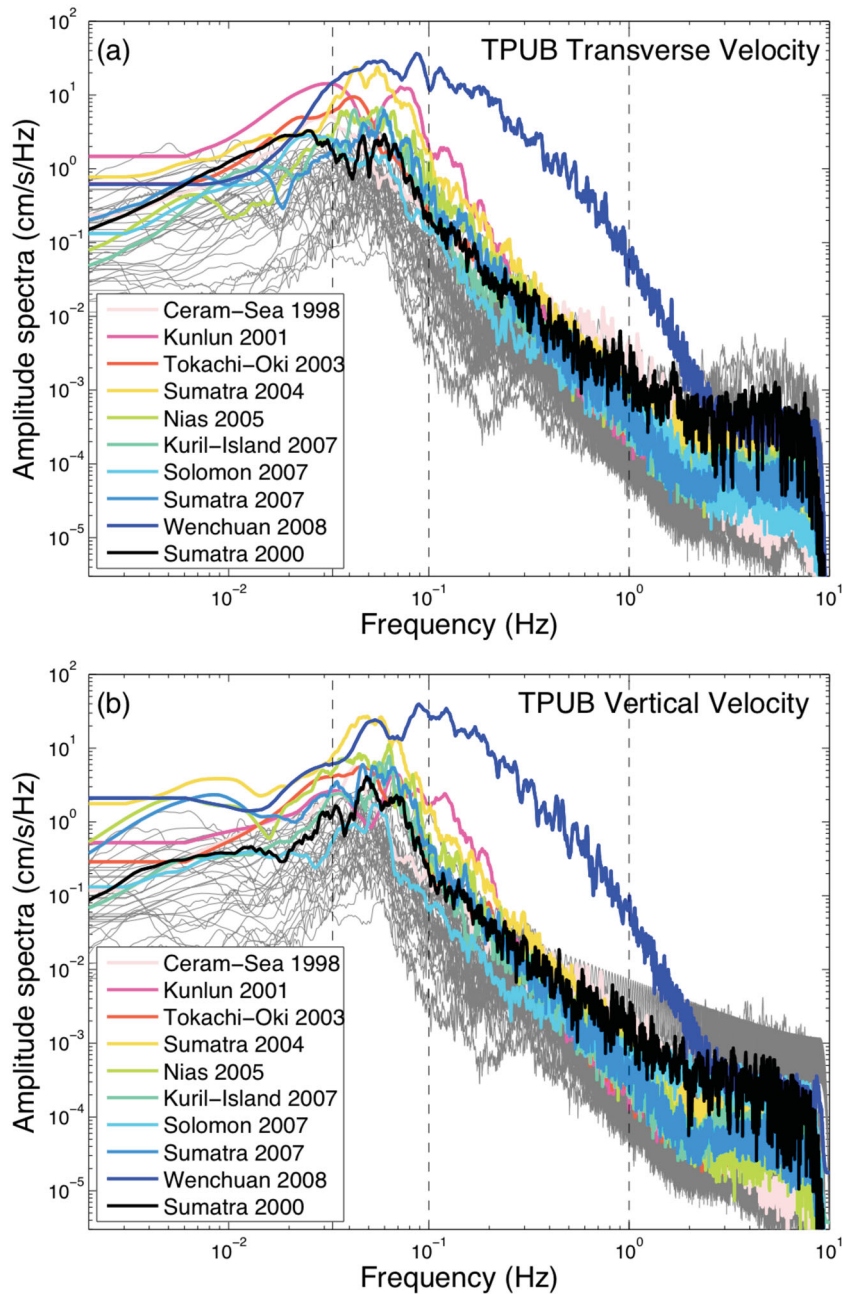 (a)
TPUB Transverse Velocity
Amplitude spectra (cm/s/Hz)
10^2
10^1
10^0
10^-1
10^-2
10^-3
10^-4
10^-5
Ceram-Sea 1998
Kunlun 2001
Tokachi-Oki 2003
Sumatra 2004
Nias 2005
Kuril-Island 2007
Solomon 2007
Sumatra 2007
Wenchuan 2008
Sumatra 2000
10^-2
10^-1
10^0
10^1
Frequency (Hz)
(b)
TPUB Vertical Velocity
Amplitude spectra (cm/s/Hz)
10^2
10^1
10^0
10^-1
10^-2
10^-3
10^-4
10^-5
Ceram-Sea 1998
Kunlun 2001
Tokachi-Oki 2003
Sumatra 2004
Nias 2005
Kuril-Island 2007
Solomon 2007
Sumatra 2007
Wenchuan 2008
Sumatra 2000
10^-2
10^-1
10^0
10^1
Frequency (Hz)